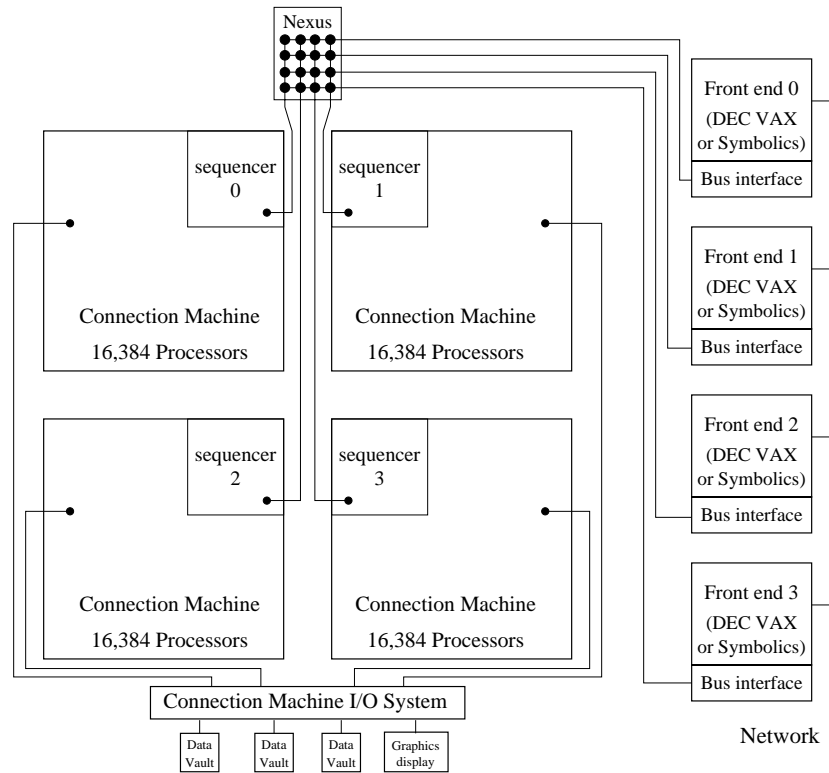 Nexus
Front end 0
(DEC VAX
or Symbolics)
Bus interface
sequencer
0
sequencer
1
Connection Machine
16,384 Processors
Connection Machine
16,384 Processors
Front end 1
(DEC VAX
or Symbolics)
Bus interface
sequencer
2
sequencer
3
Connection Machine
16,384 Processors
Connection Machine
16,384 Processors
Front end 2
(DEC VAX
or Symbolics)
Bus interface
Front end 3
(DEC VAX
or Symbolics)
Bus interface
Connection Machine I/O System
Data
Vault
Data
Vault
Data
Vault
Graphics
display
Network